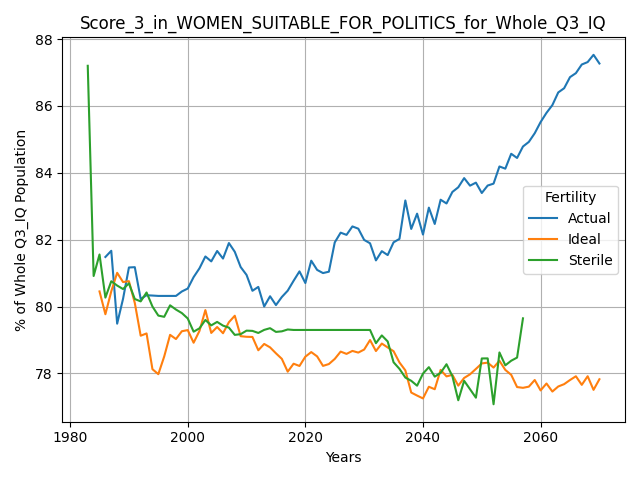 Score_3_in_WOMEN_SUITABLE_FOR_POLITICS_for_Whole_Q3_IQ
% of Whole Q3_IQ Population
88
86
84
82
80
78
Fertility
Actual
Ideal
Sterile
1980 2000 2020 2040 2060
Years